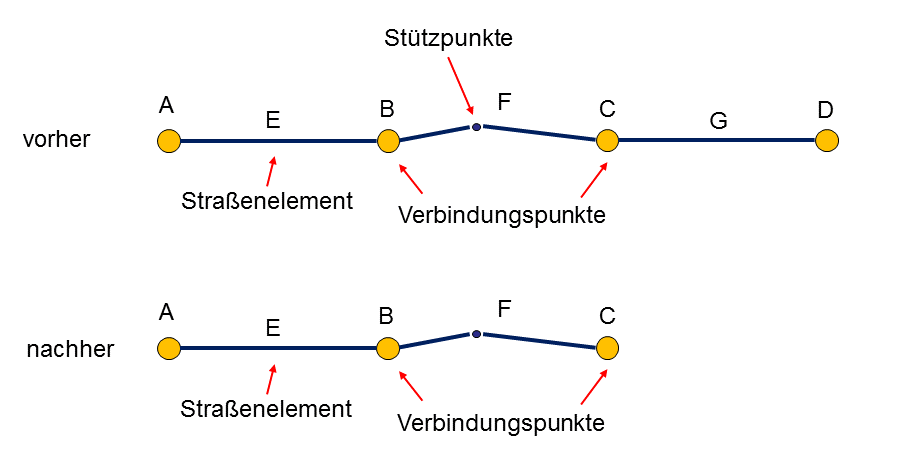 Stützpunkte
A
E
B
F
C
G
D
vorher
Straßenelement
Verbindungspunkte
A
E
B
F
C
nachher
Straßenelement
Verbindungspunkte